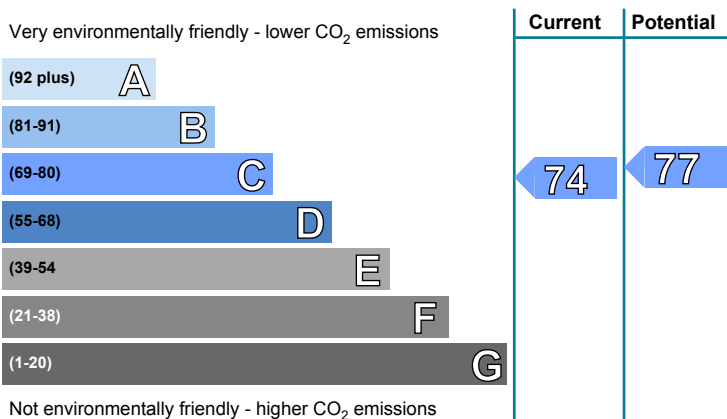 Current Potential
Very environmentally friendly - lower CO2 emissions
(92 plus) A
(81-91) B
(69-80) C 74 77
(55-68) D
(39-54 E
(21-38) F
(1-20) G
Not environmentally friendly - higher CO2 emissions